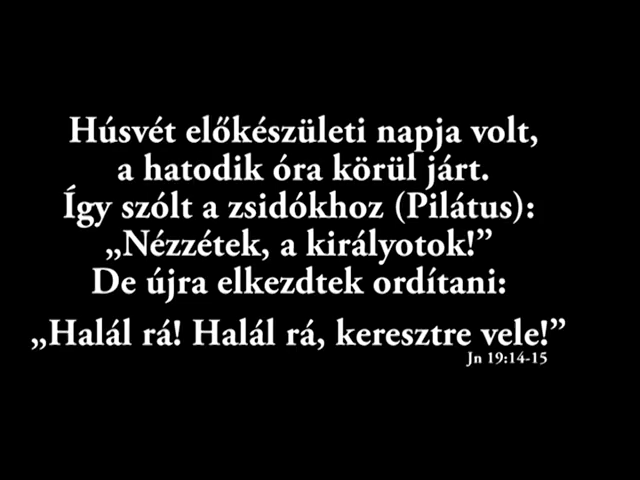 Húsvét előkészületi napja volt,
a hatodik óra körül járt.
Így szólt a zsidókhoz (Pilátus):
„Nézzétek, a királyotok!”
De újra elkezdtek ordítani:
„Halál rá! Halál rá, keresztre vele!”
Jn 19:14-15